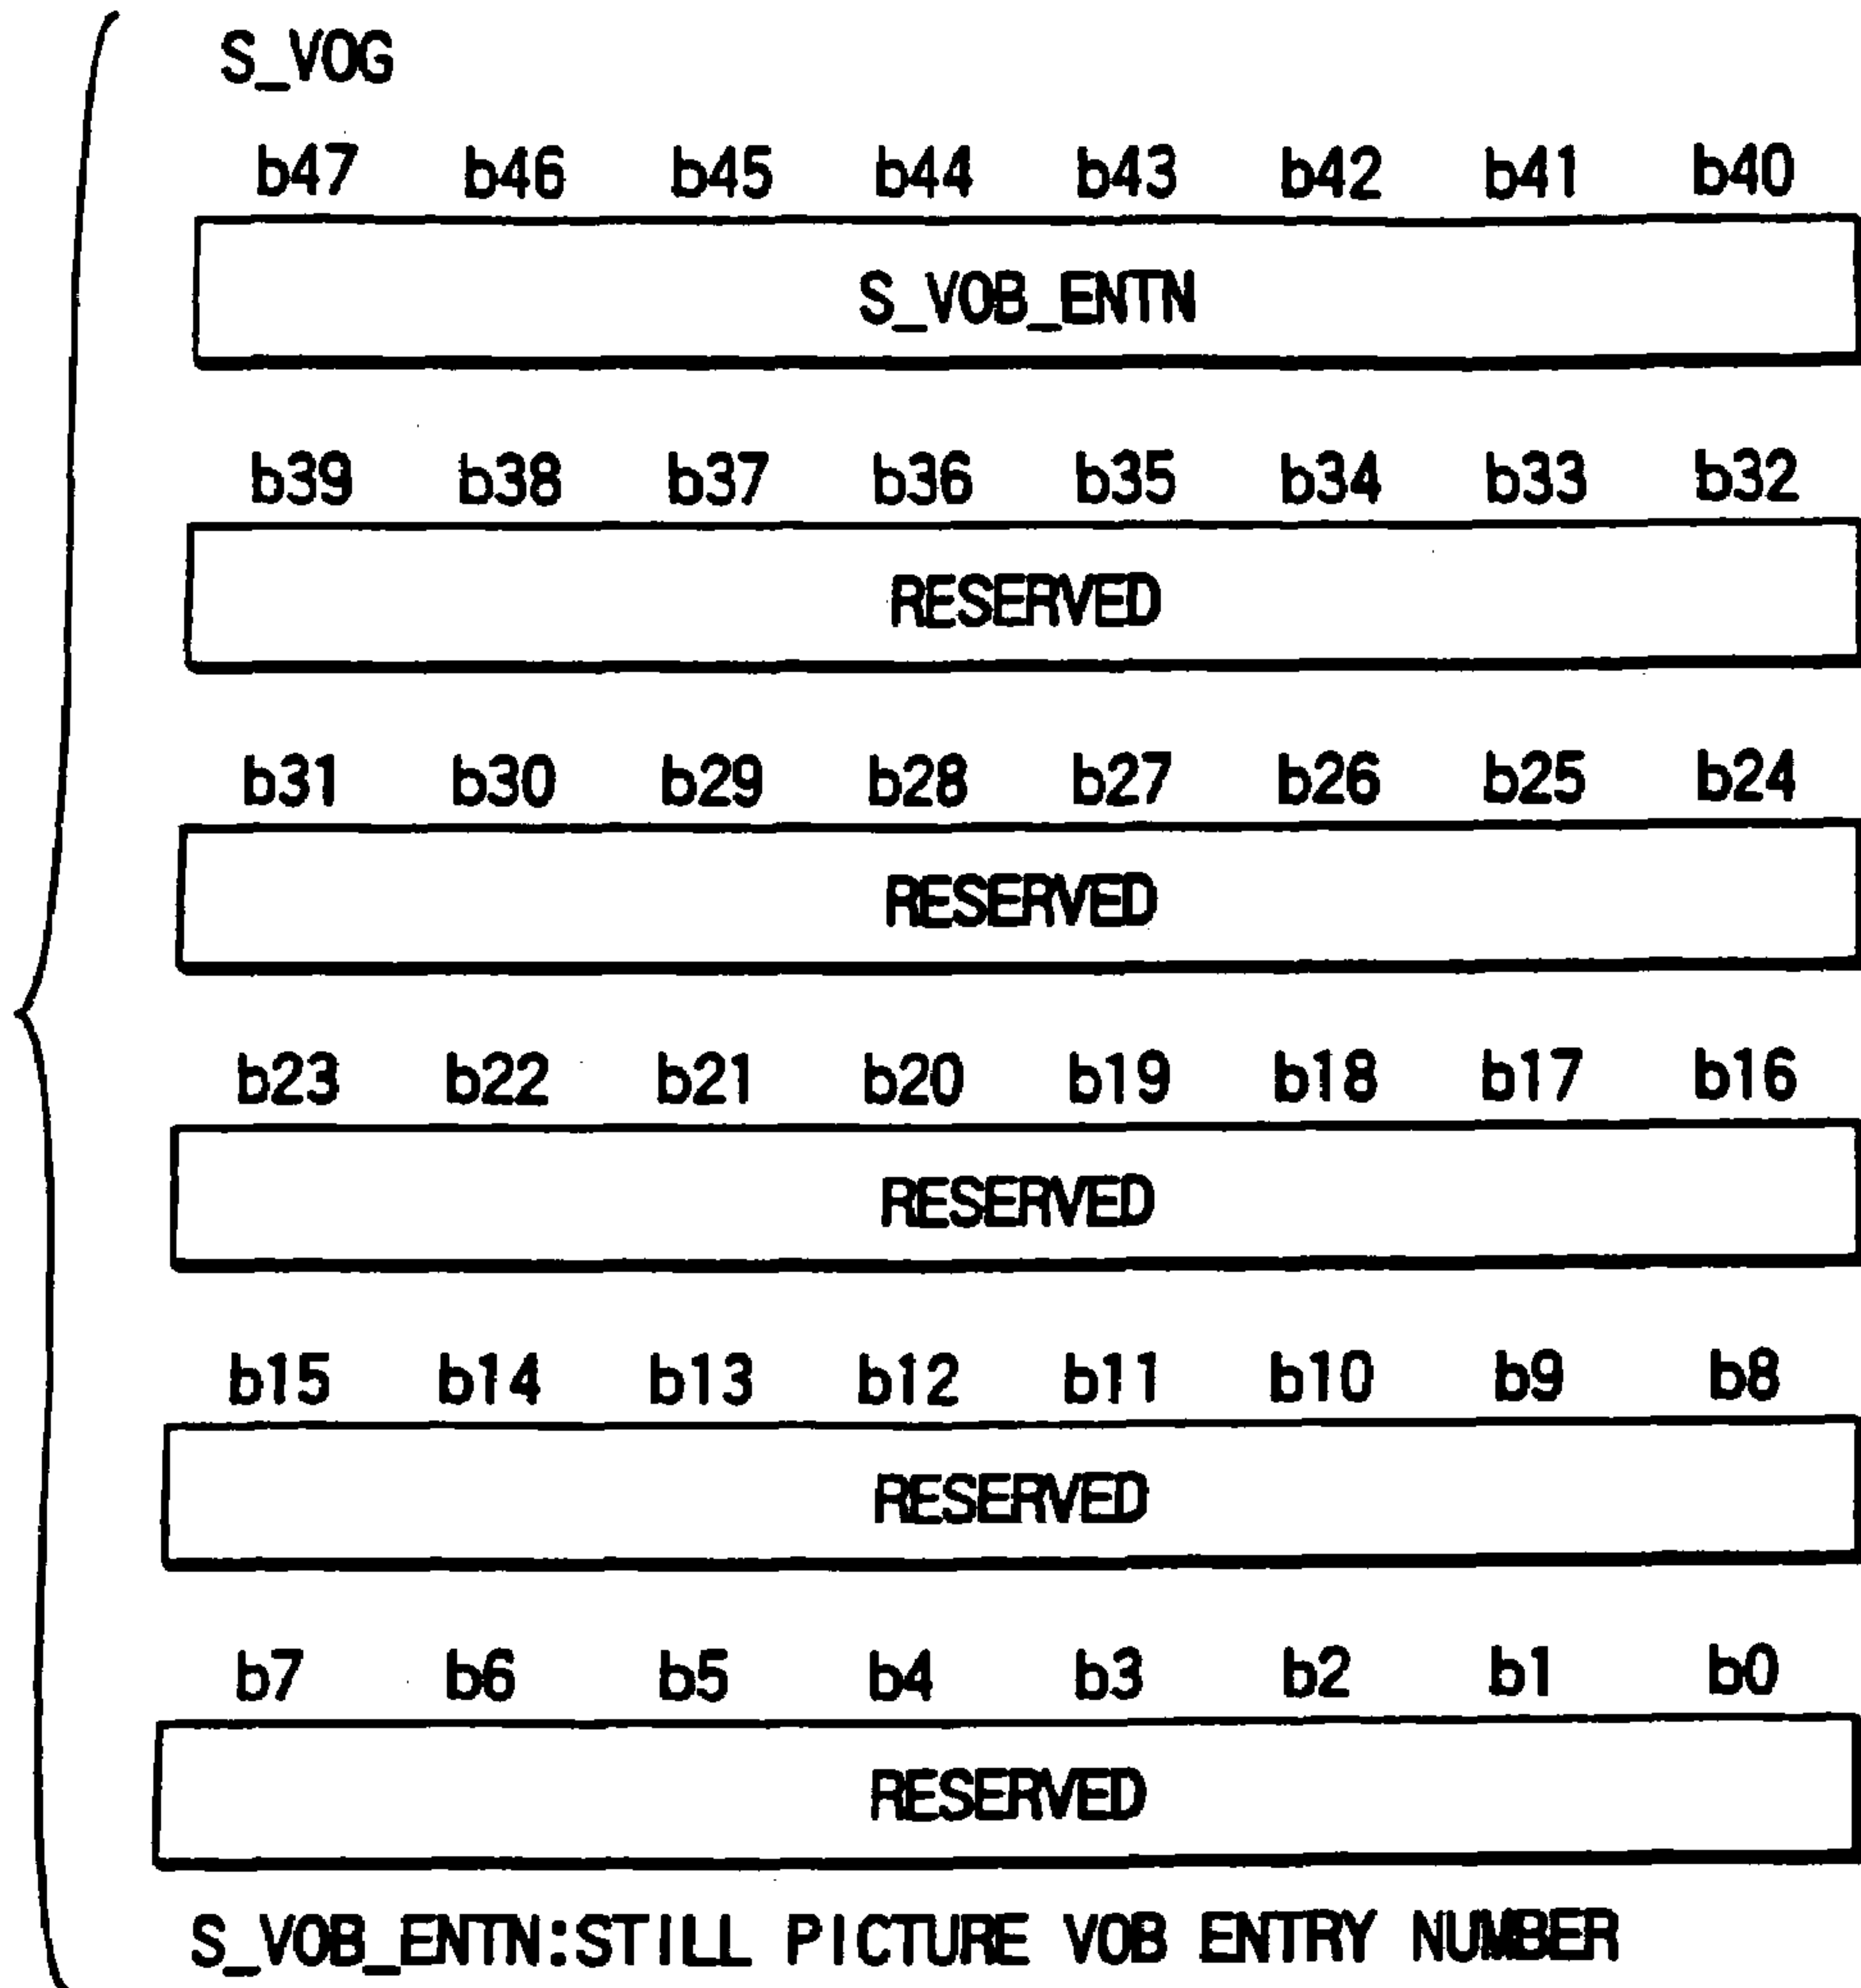 S_VOG
b47 b46 b45 b44 b43 b42 b41 b40
S_VOB_ENTN
b39 b38 b37 b36 b35 b34 b33 b32
RESERVED
b31 b30 b29 b28 b27 b26 b25 b24
RESERVED
b23 b22 b21 b20 b19 b18 b17 b16
RESERVED
b15 b14 b13 b12 b11 b10 b9 b8
RESERVED
b7 b6 b5 b4 b3 b2 b1 b0
RESERVED
S_VOB_ENTN:STILL PICTURE VOB ENTRY NUMBER